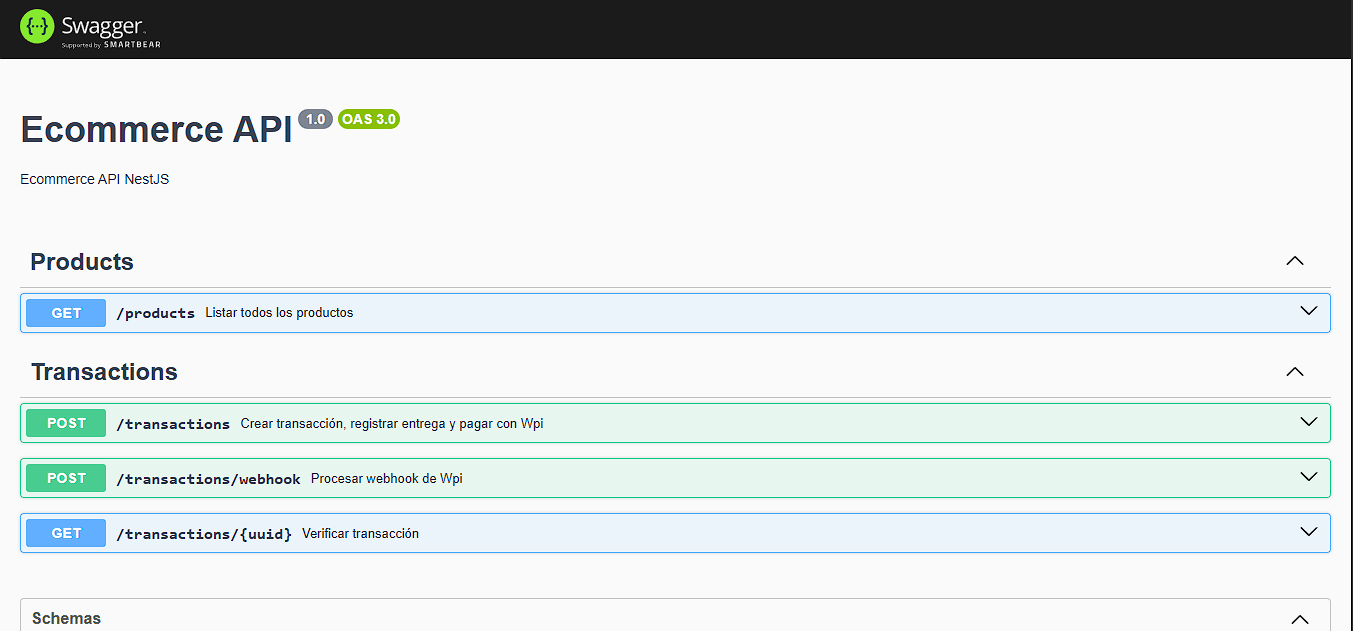 {···} Swagger.
Supported by SMARTBEAR
Ecommerce API 1.0 OAS 3.0
Ecommerce API NestJS
Products
GET /products Listar todos los productos
Transactions
POST /transactions Crear transacción, registrar entrega y pagar con Wpi
POST /transactions/webhook Procesar webhook de Wpi
GET /transactions/{uuid} Verificar transacción
Schemas